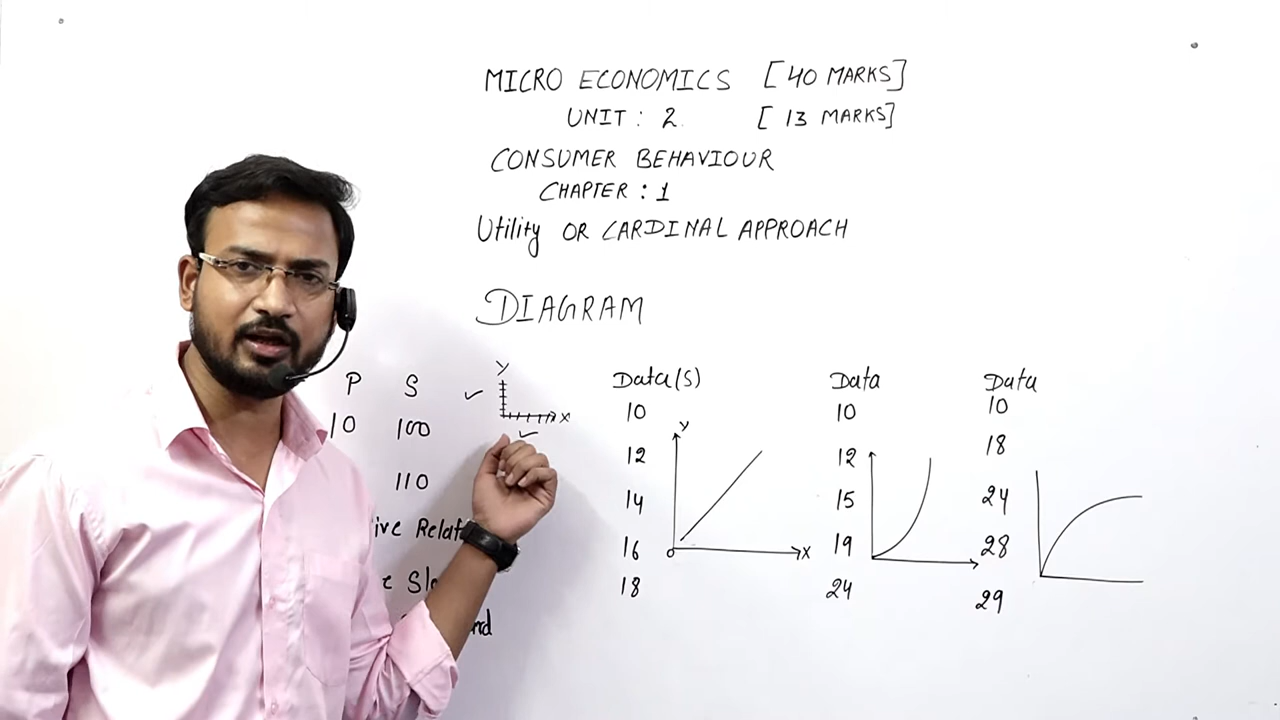 MICRO ECONOMICS [40 MARKS]
UNIT : 2. [13 MARKS]
CONSUMER BEHAVIOUR
CHAPTER : 1
Utility OR CARDINAL APPROACH
DIAGRAM
P S
10 100
110
Y
X
Data(S)
10
12
14
16
18
Y
O
X
Data
10
12
15
19
24
Data
10
18
24
28
29